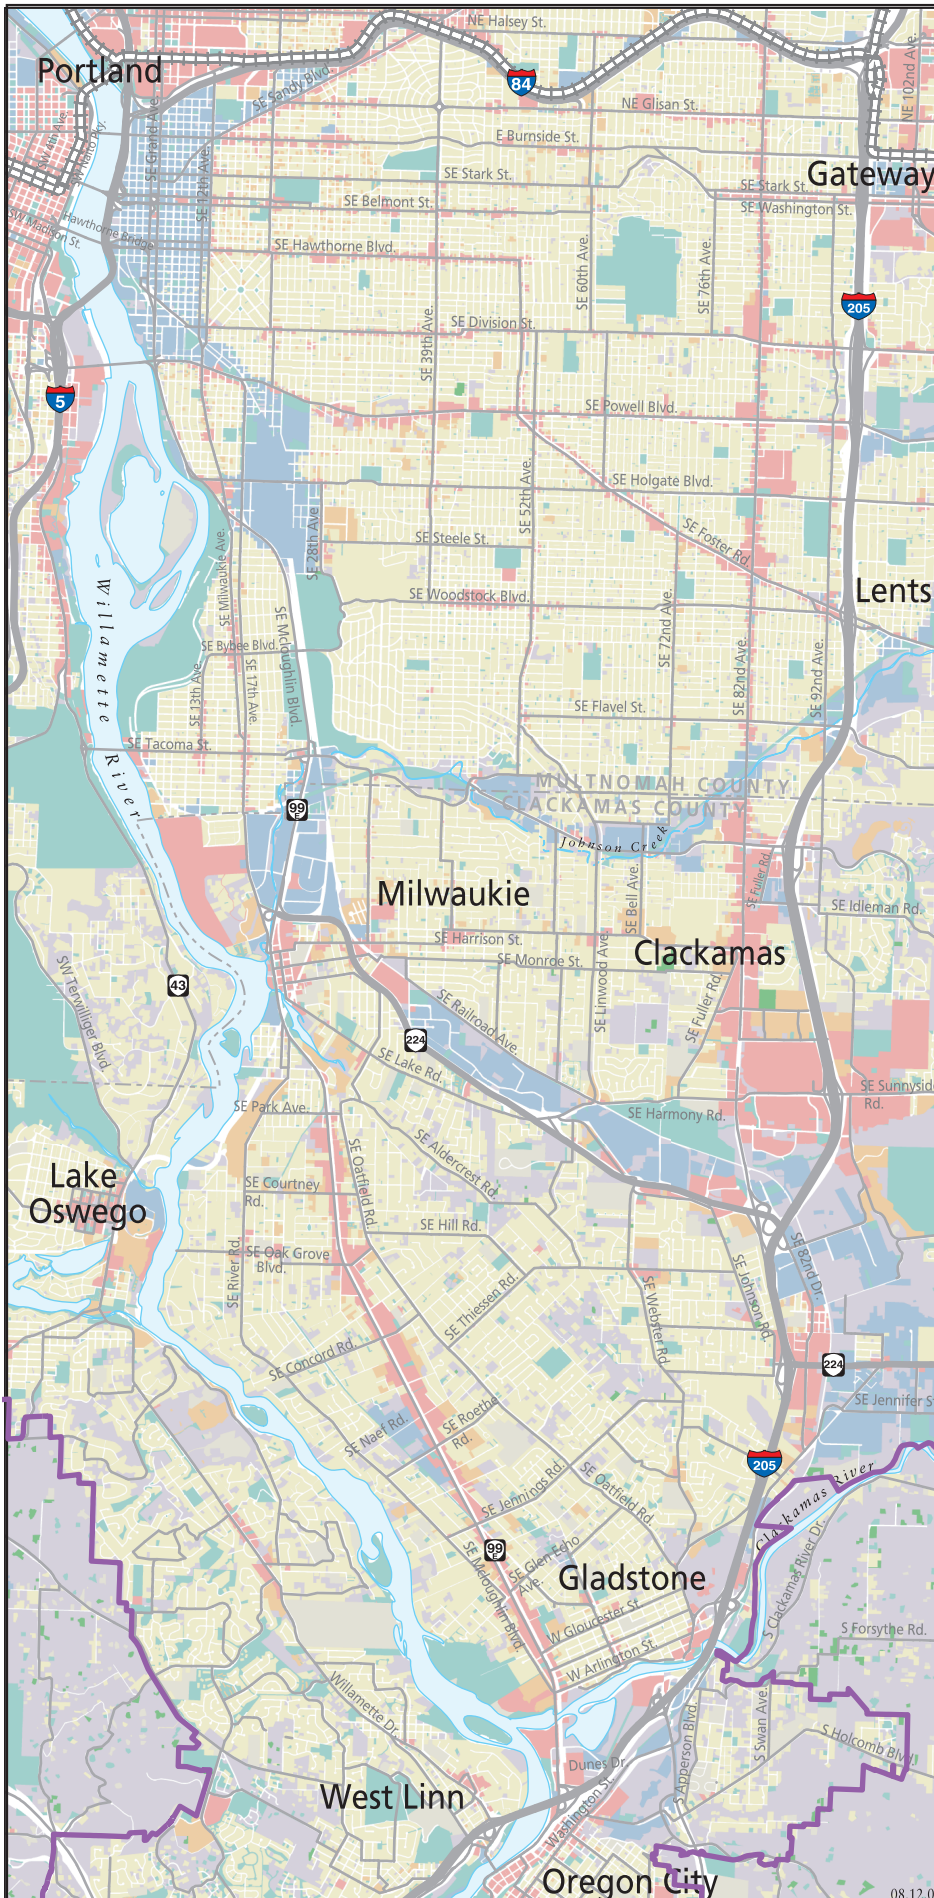 NE Halsey St.
Portland
84
SE Sandy Blvd
NE 102nd Ave.
NE Glisan St.
SW 4th Ave.
SW Naito Pky.
SE Grand Ave.
E Burnside St.
SE 12th Ave.
SE Stark St.
Gateway
SE Stark St.
SE Belmont St.
SE Washington St.
SW Madison St.
Hawthorne Bridge
SE Hawthorne Blvd.
SE 60th Ave.
SE 76th Ave.
205
SE 39th Ave.
SE Division St.
5
SE Powell Blvd.
SE 52th Ave.
SE Holgate Blvd.
SE 28th Ave
SE Steele St.
SE Foster Rd.
SE Milwaukie Ave.
Willamette
SE Woodstock Blvd.
Lents
SE 72nd Ave.
SE Mcloughlin Blvd.
SE Bybee Blvd.
SE 82nd Ave.
SE 92nd Ave.
SE 13th Ave.
SE 17th Ave.
SE Flavel St.
SE Tacoma St.
River
MULTNOMAH COUNTY
CLACKAMAS COUNTY
99
E
Johnson Creek
SE Fuller Rd.
Milwaukie
SE Bell Ave.
SE Idleman Rd.
SE Harrison St.
Clackamas
SE Monroe St.
SW Terwilliger Blvd.
43
SE Linwood Ave.
SE Fuller Rd.
SE Railroad Ave.
224
SE Lake Rd.
SE Sunnyside
Rd.
SE Park Ave.
SE Harmony Rd.
SE Oatfield Rd.
SE Aldercrest Rd.
Lake
Oswego
SE Courtney
Rd.
SE Hill Rd.
SE River Rd.
SE Oak Grove
Blvd.
SE 82nd Dr.
SE Johnson Rd.
SE Thiessen Rd.
SE Webster Rd.
SE Concord Rd.
224
SE Jennifer S
SE Naef Rd.
SE Roethe
Rd.
205
Clackamas River
SE Jennings Rd.
SE Oatfield Rd.
99
E
SE Mcloughlin Blvd.
SE Glen Echo
Ave.
Gladstone
S Clackamas River Dr.
W Gloucester St.
S Forsythe Rd.
W Arlington St.
Willamette Dr.
S Apperson Blvd.
S Swan Ave.
S Holcomb Blvd.
Dunes Dr
West Linn
Washington St.
Oregon City
08.12.0